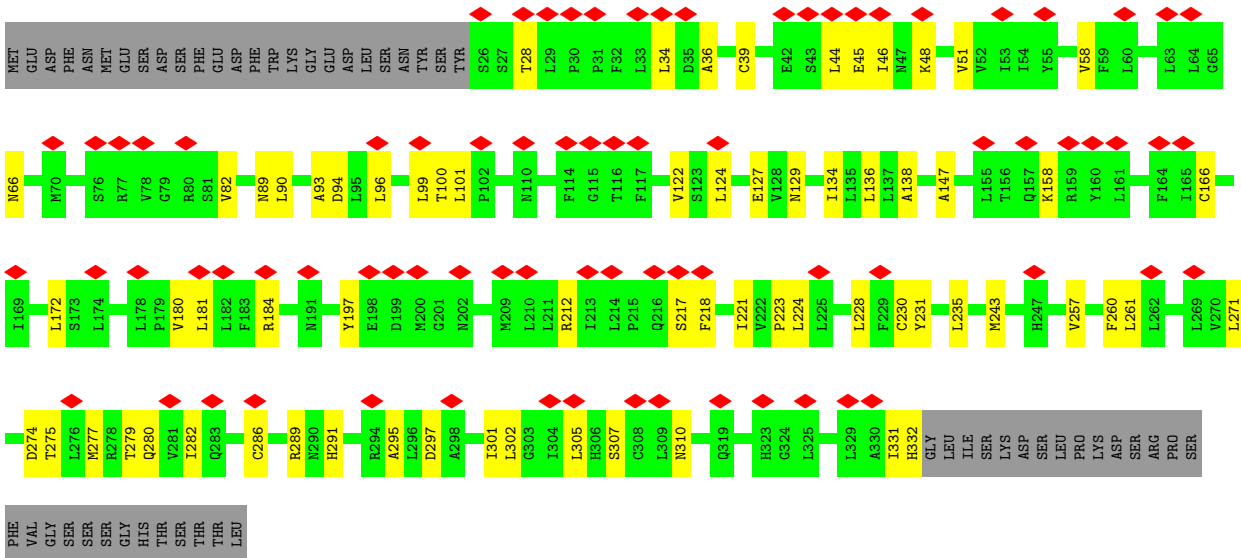 MET GLU ASP PHE ASN MET GLU SER ASP SER PHE GLU ASP PHE TRP LYS GLY GLU ASP LEU SER ASN TYR SER TYR S26 S27 T28 L29 P30 P31 F32 L33 L34 D35 A36 C39 E42 S43 L44 E45 I46 N47 K48 V51 V52 I53 I54 Y55 V58 F59 L60 L63 L64 G65
N66 M70 S76 R77 V78 G79 R80 S81 V82 N89 L90 A93 D94 L95 L96 L99 T100 L101 P102 N110 F114 G115 T116 F117 V122 S123 L124 E127 V128 N129 I134 L135 L136 L137 A138 A147 L155 T156 Q157 K158 R159 Y160 L161 F164 I165 C166
I169 L172 S173 L174 L178 P179 V180 L181 L182 F183 R184 N191 Y197 E198 D199 M200 G201 N202 M209 L210 L211 R212 I213 L214 P215 Q216 S217 F218 I221 V222 P223 L224 L225 L228 F229 C230 Y231 L235 M243 H247 V257 F260 L261 L262 L269 V270 L271
D274 T275 L276 M277 R278 T279 Q280 V281 I282 Q283 C286 R289 N290 H291 R294 A295 L296 D297 A298 I301 L302 G303 I304 L305 H306 S307 C308 L309 N310 Q319 H323 G324 L325 L329 A330 I331 H332 GLY LEU ILE SER LYS ASP SER LEU PRO LYS ASP SER ARG PRO SER
PHE VAL GLY SER SER SER GLY HIS THR SER THR THR LEU